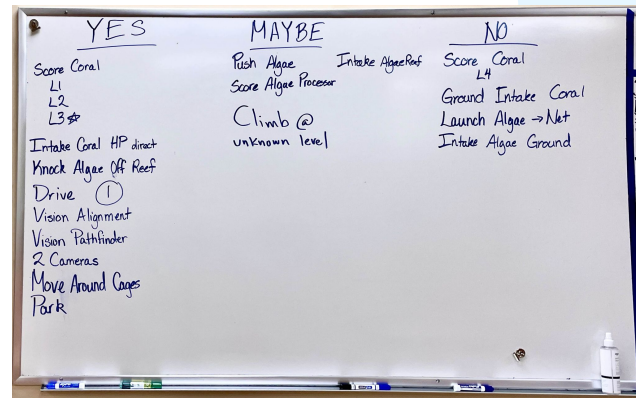 YES
Score Coral
L1
L2
L3☆
Intake Coral HP direct
Knock Algae Off Reef
Drive 1
Vision Alignment
Vision Pathfinder
2 Cameras
Move Around Cages
Park
MAYBE
Push Algae
Intake Algae Reef
Score Algae Processor
Climb @
unknown level
NO
Score Coral
L4
Ground Intake Coral
Launch Algae → Net
Intake Algae Ground